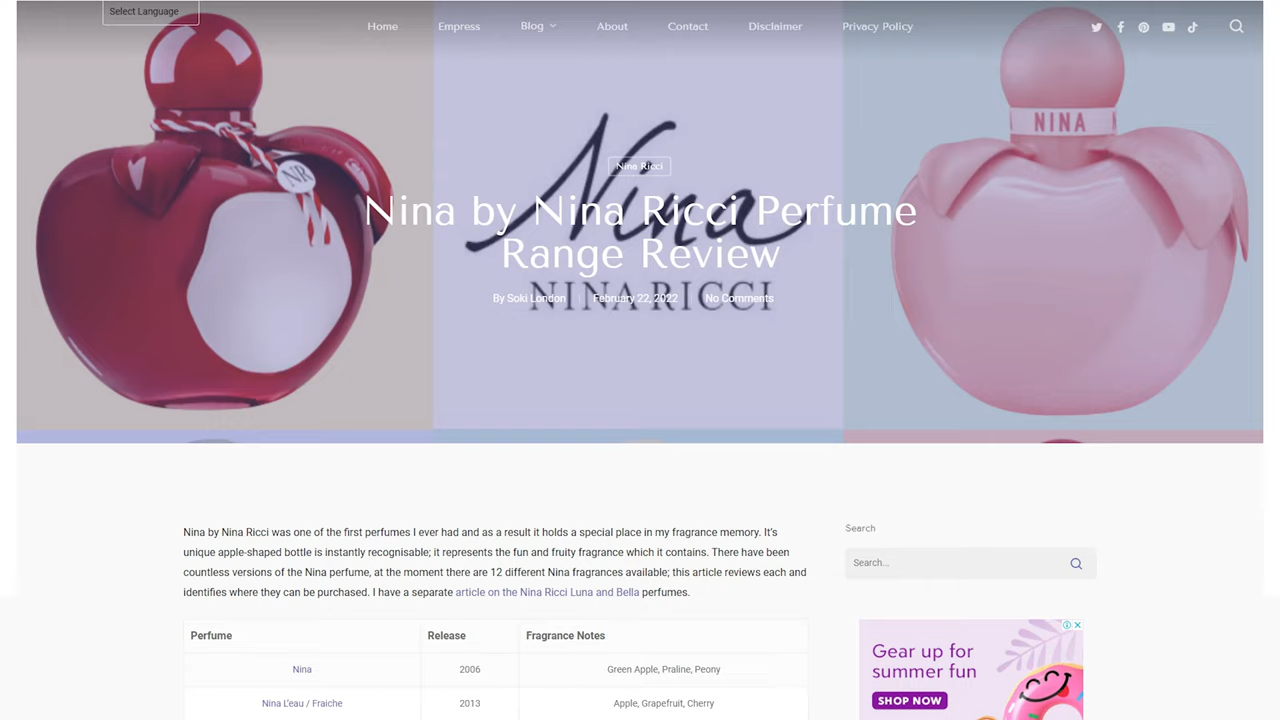 Select Language
Home Empress Blog About Contact Disclaimer Privacy Policy
NR
Nina
NINA RICCI
NINA
Nina Ricci
Nina by Nina Ricci Perfume
Range Review
By Soki London February 22, 2022 No Comments
Nina by Nina Ricci was one of the first perfumes I ever had and as a result it holds a special place in my fragrance memory. It's
unique apple-shaped bottle is instantly recognisable; it represents the fun and fruity fragrance which it contains. There have been
countless versions of the Nina perfume, at the moment there are 12 different Nina fragrances available; this article reviews each and
identifies where they can be purchased. I have a separate article on the Nina Ricci Luna and Bella perfumes.
Perfume Release Fragrance Notes
Nina 2006 Green Apple, Praline, Peony
Nina L'eau / Fraiche 2013 Apple, Grapefruit, Cherry
Search
Search...
Gear up for
summer fun
SHOP NOW